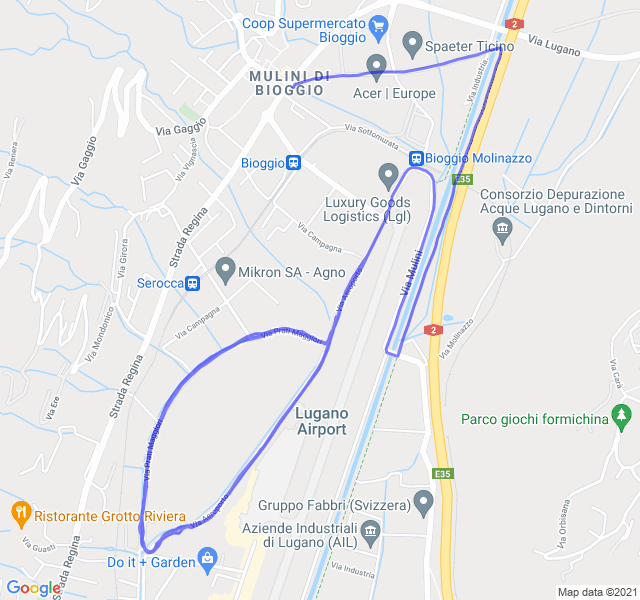 Coop Supermercato
Bioggio
2
Via Lugano
Spaeter Ticino
MULINI DI
BIOGGIO
Acer | Europe
Via Industria
Via Gaggio
Via Sottomurata
Via Renera
Via Gaggio
Via Vignascia
Bioggio
Bioggio Molinazzo
E35
Luxury Goods
Logistics (Lgl)
Consorzio Depurazione
Acque Lugano e Dintorni
Strada Regina
Via Campagna
Via Girora
Mikron SA - Agno
Via Mulini
Serocca
Via Aeroporto
Via Campagna
Via Mondonico
Via Prati Maggiori
2
Via Molinazzo
Via Carà
Via Ere
Strada Regina
Lugano
Airport
Parco giochi formichina
Via Prati Maggiori
E35
Via Aeroporto
Gruppo Fabbri (Svizzera)
Ristorante Grotto Riviera
Via Orbisana
Aziende Industriali
di Lugano (AIL)
Via Guasti
Do it + Garden
Via Industria
Strada Regina
Google
Map data ©2021